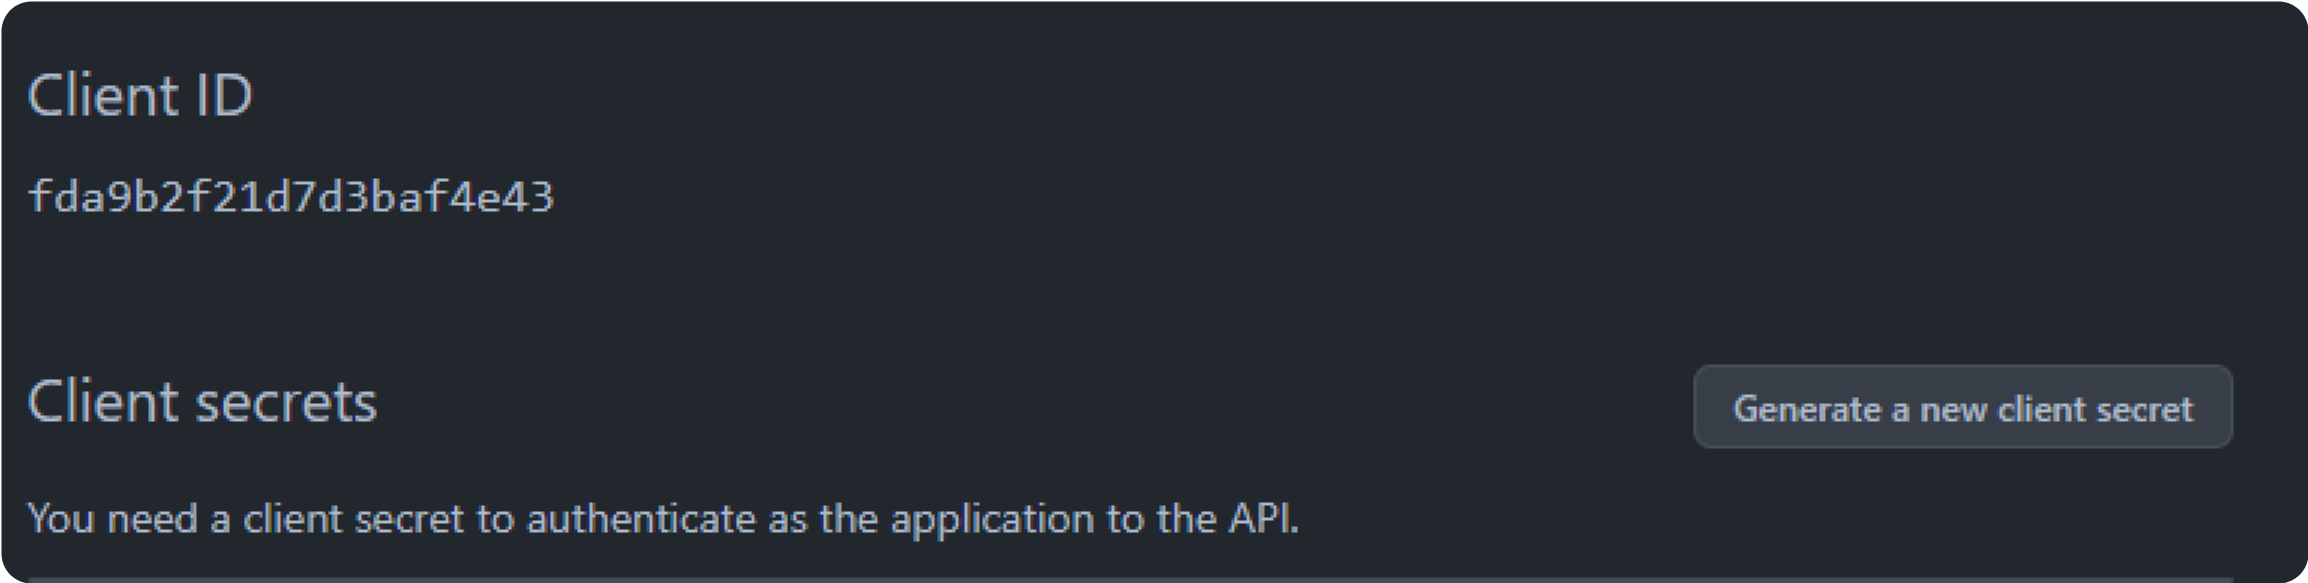 Client ID
fda9b2f21d7d3baf4e43
Client secrets
Generate a new client secret
You need a client secret to authenticate as the application to the API.